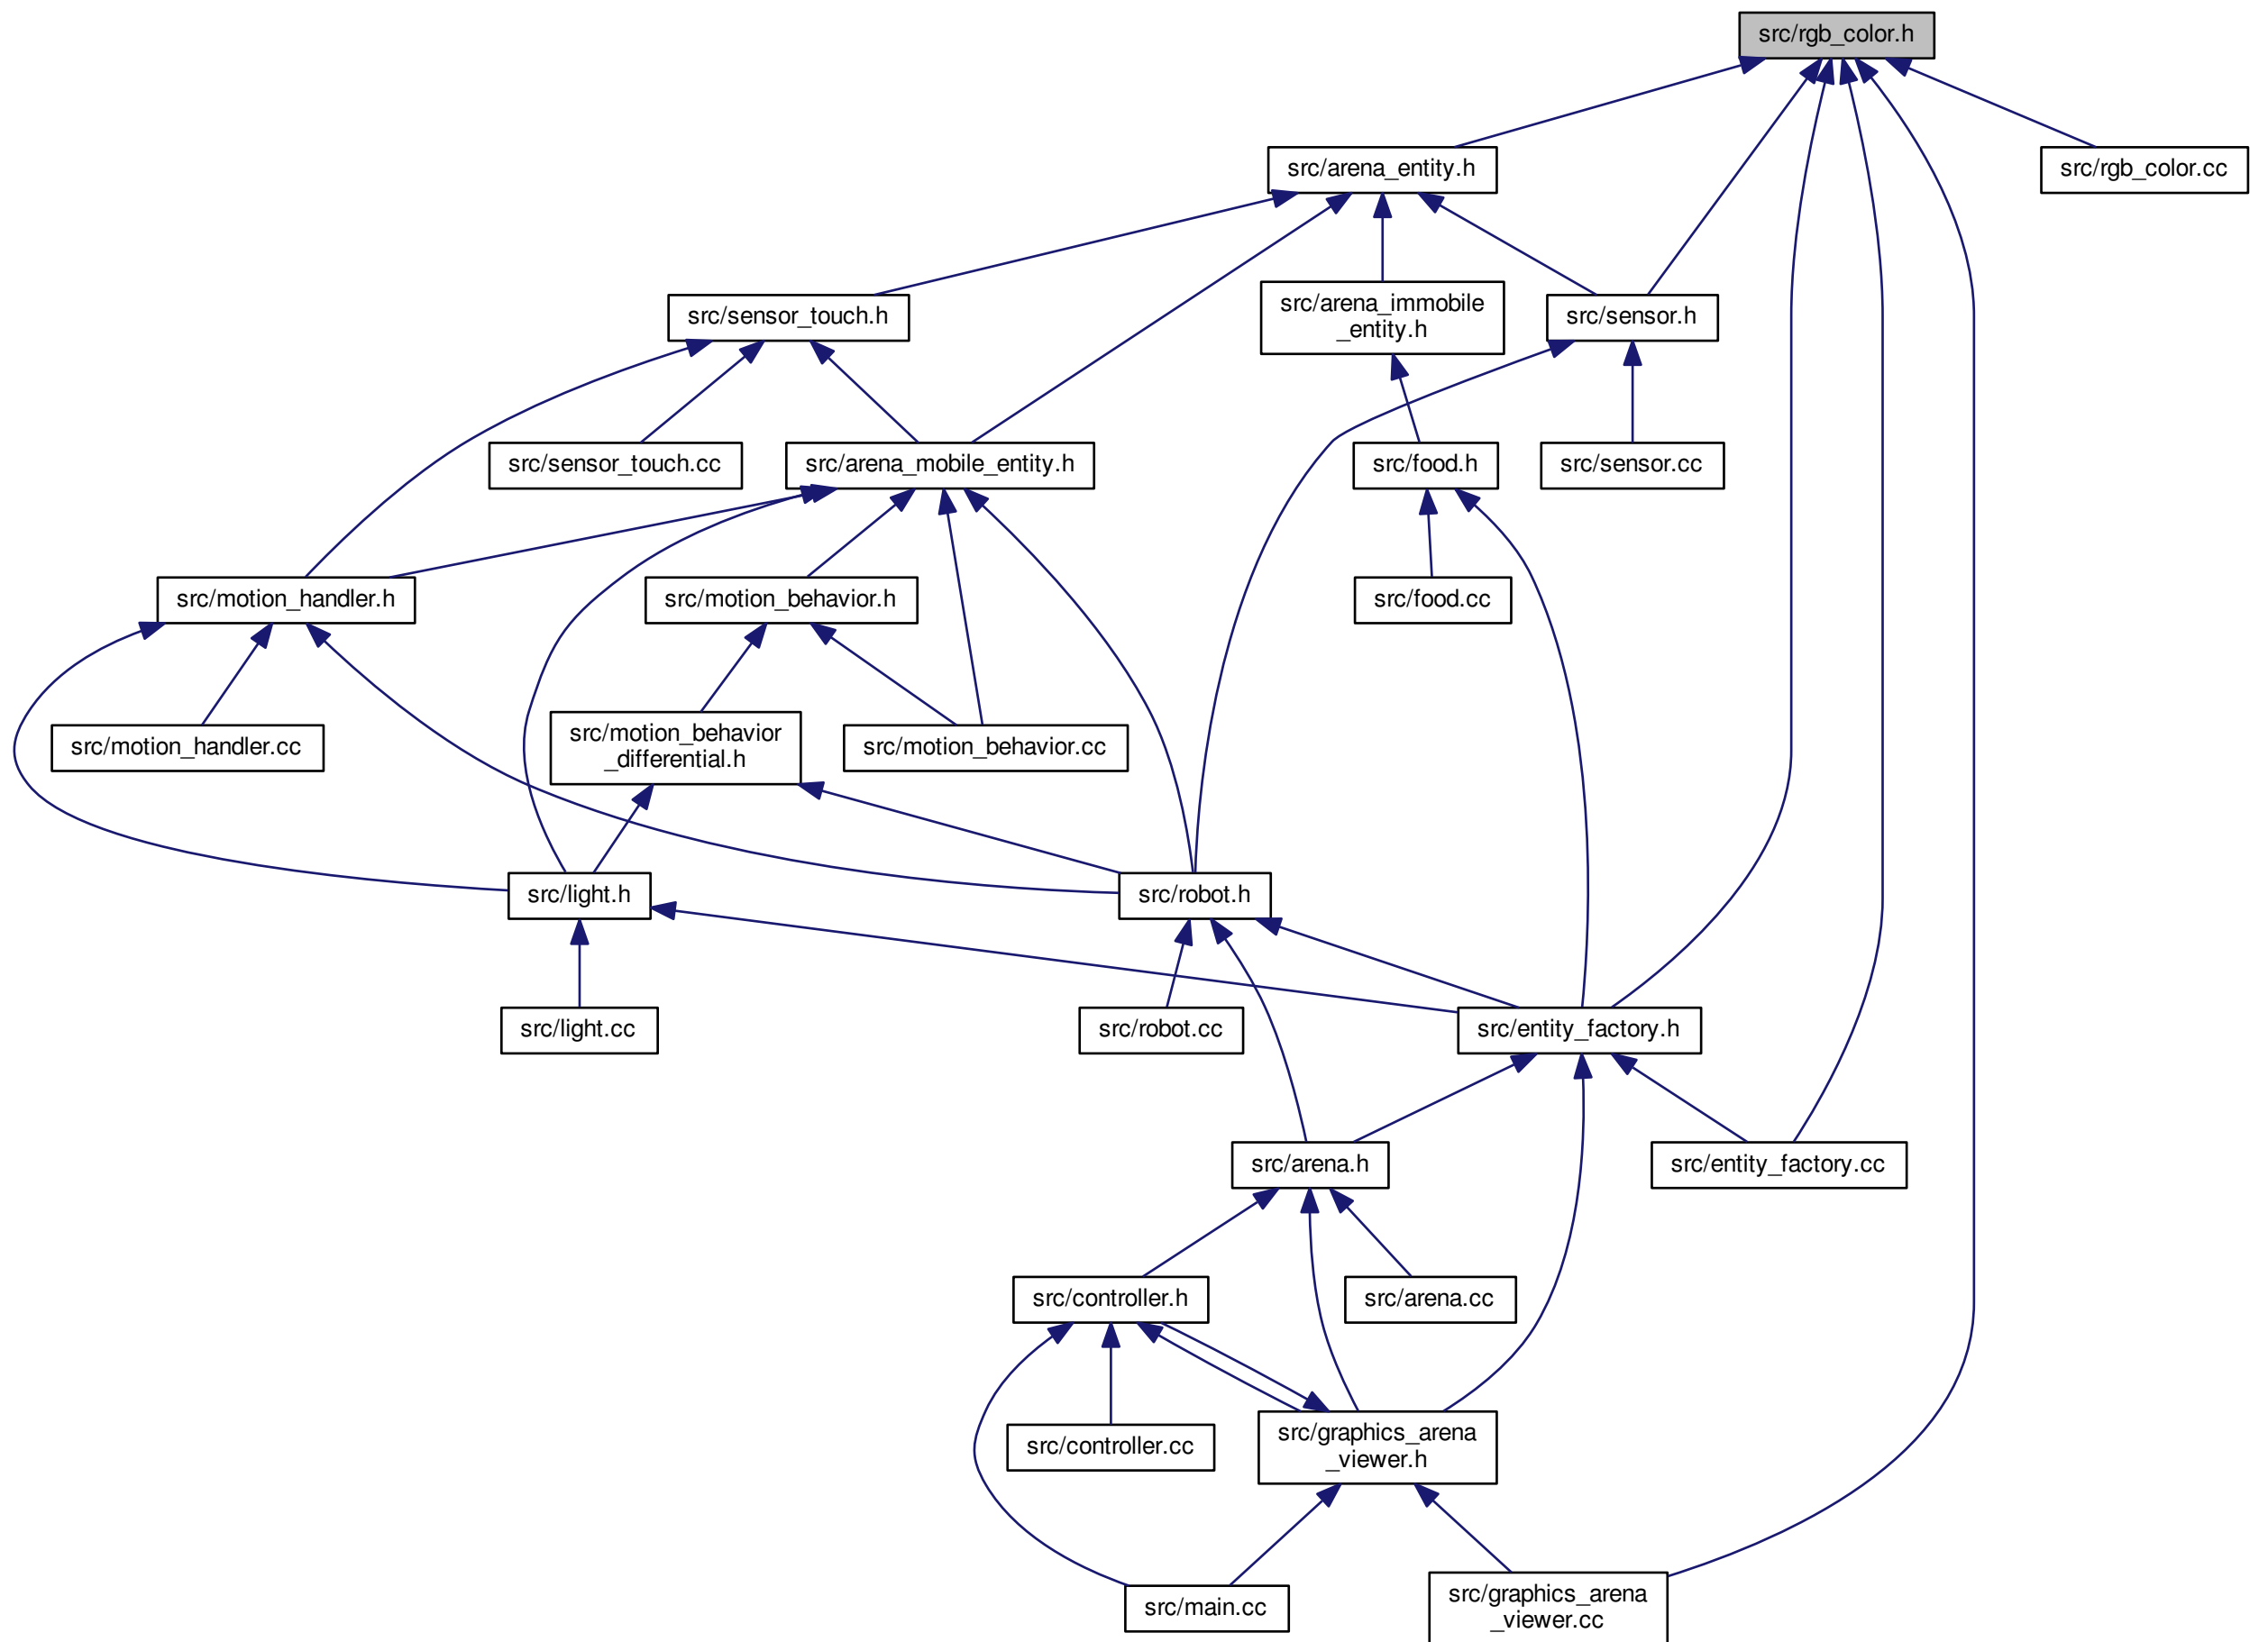 src/rgb_color.h
src/arena_entity.h
src/rgb_color.cc
src/sensor_touch.h
src/arena_immobile
_entity.h
src/sensor.h
src/sensor_touch.cc
src/arena_mobile_entity.h
src/food.h
src/sensor.cc
src/motion_handler.h
src/motion_behavior.h
src/food.cc
src/motion_handler.cc
src/motion_behavior
_differential.h
src/motion_behavior.cc
src/light.h
src/robot.h
src/light.cc
src/robot.cc
src/entity_factory.h
src/arena.h
src/entity_factory.cc
src/controller.h
src/arena.cc
src/controller.cc
src/graphics_arena
_viewer.h
src/main.cc
src/graphics_arena
_viewer.cc